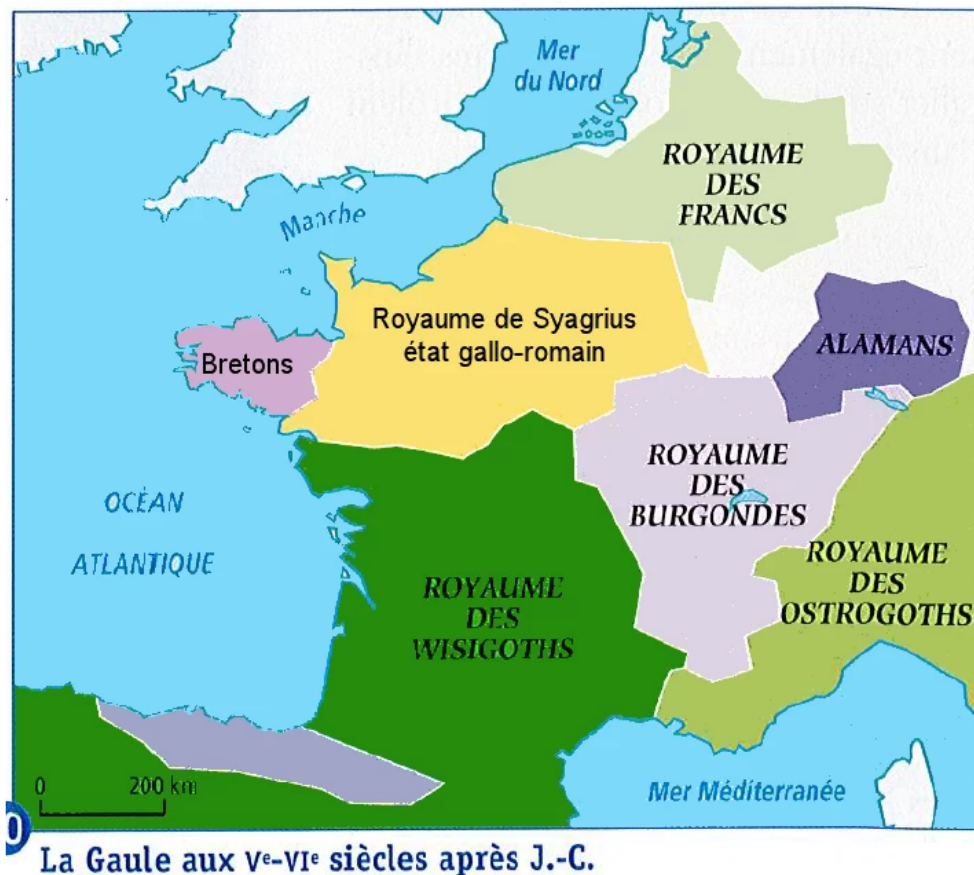 Mer
du Nord
ROYAUME
DES
FRANCS
Manche
Royaume de Syagrius
état gallo-romain
ALAMANS
Bretons
ROYAUME
DES
BURGONDES
OCÉAN
ATLANTIQUE
ROYAUME
DES
OSTROGOTHS
ROYAUME
DES
WISIGOTHS
0 200 km
Mer Méditerranée
La Gaule aux Ve-VIe siècles après J.-C.